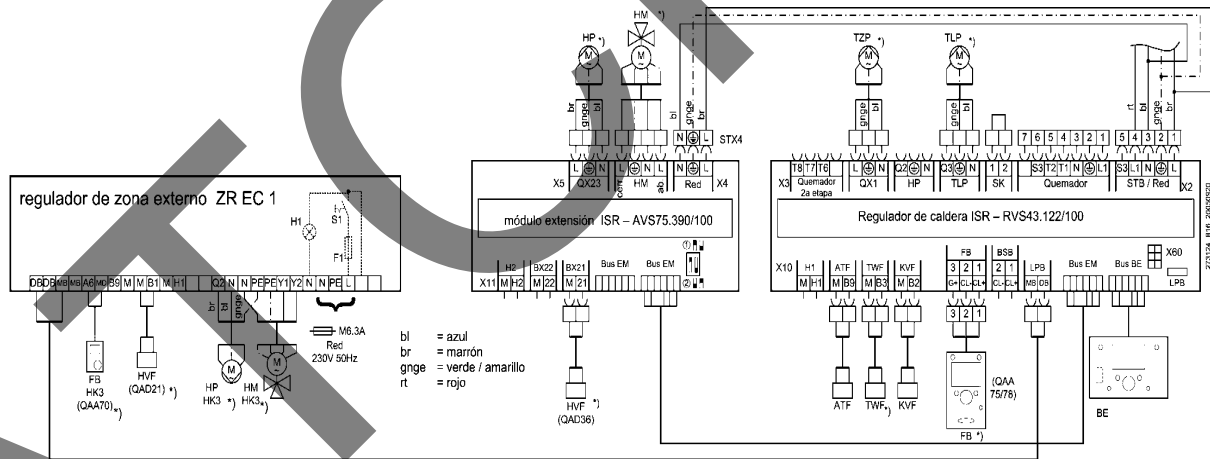 HM *)
HP *)
M
~
M
~
TZP *)
M
~
TLP *)
M
~
br
gnge
bl
bl
gnge
br
br
gnge
bl
br
gnge
bl
rt
bl
gnge
br
N L STX4
7 6 5 4 3 2 1
5 4 3 2 1
X5
L N
QX23
L N L
HM
N L
Red
X4
T8 T7 T6
X3 Quemador
2a etapa
L N
QX1
Q2 N
HP
Q3 N
TLP
1 2
SK
S3 T2 T1 N L1
Quemador
S3 L1 N L
STB / Red
X2
regulador de zona externo ZR EC 1
H1
S1
F1
módulo extensión ISR – AVS75.390/100
Regulador de caldera ISR – RVS43.122/100
DB DB MB MB A6 MD B9 M M B1 M H1 Q2 N N PE PE Y1 Y2 N N PE L
H2
BX22
BX21
Bus EM
Bus EM
X11 M H2 M 22 M 21
X10
H1
ATF
TWF
KVF
M H1 M B9 M B3 M B2
FB
3 2 1
G+ CL- CL+
BSB
2 1
CL- CL+
LPB
MB DB
Bus EM
Bus BE
X60
LPB
3 2 1
br
bl
gnge
M6.3A
Red
230V 50Hz
FB
HK3
(QAA70) *)
HVF
(QAD21) *)
M
~
HP
HK3 *)
M
~
HM
HK3 *)
bl = azul
br = marrón
gnge = verde / amarillo
rt = rojo
HVF *)
(QAD36)
ATF
TWF *)
KVF
(QAA
75/78)
FB *)
BE